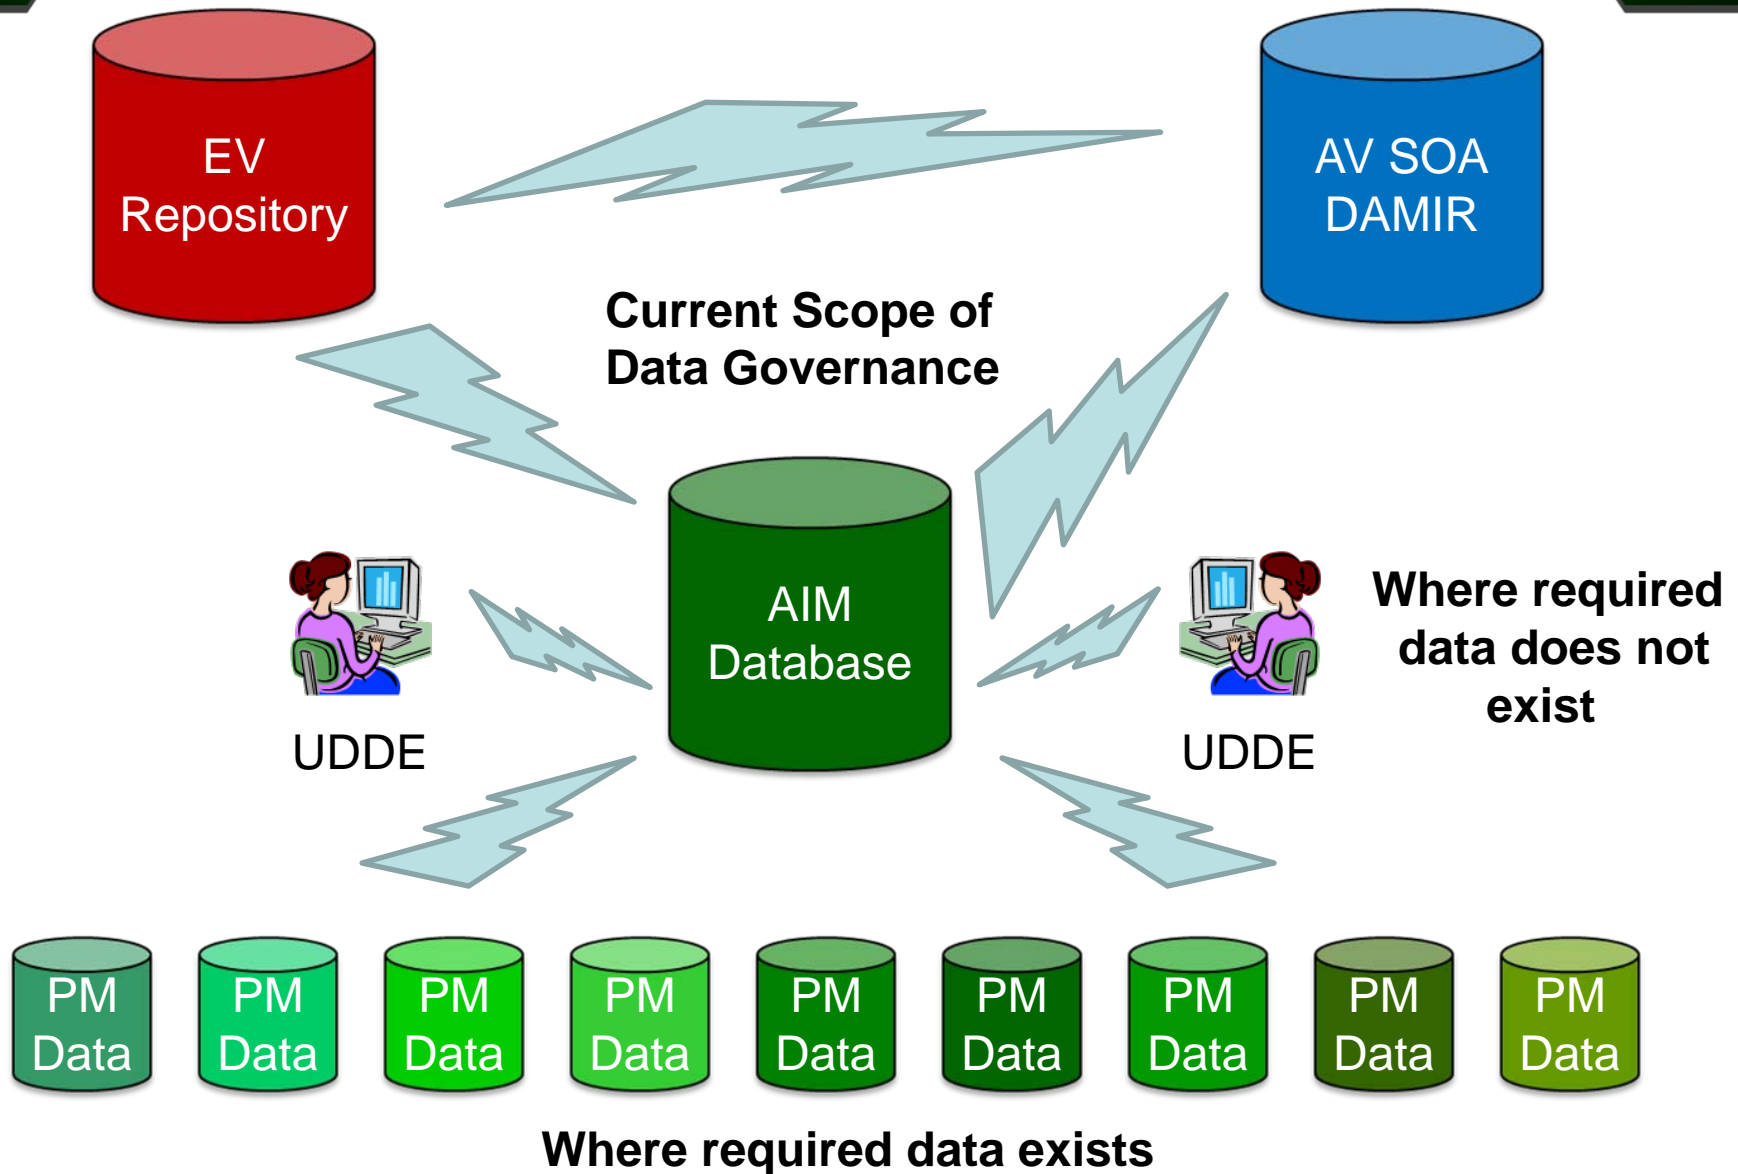 EV
Repository
AV SOA
DAMIR
Current Scope of
Data Governance
AIM
Database
UDDE
UDDE
Where required
data does not
exist
PM
Data
PM
Data
PM
Data
PM
Data
PM
Data
PM
Data
PM
Data
PM
Data
PM
Data
Where required data exists